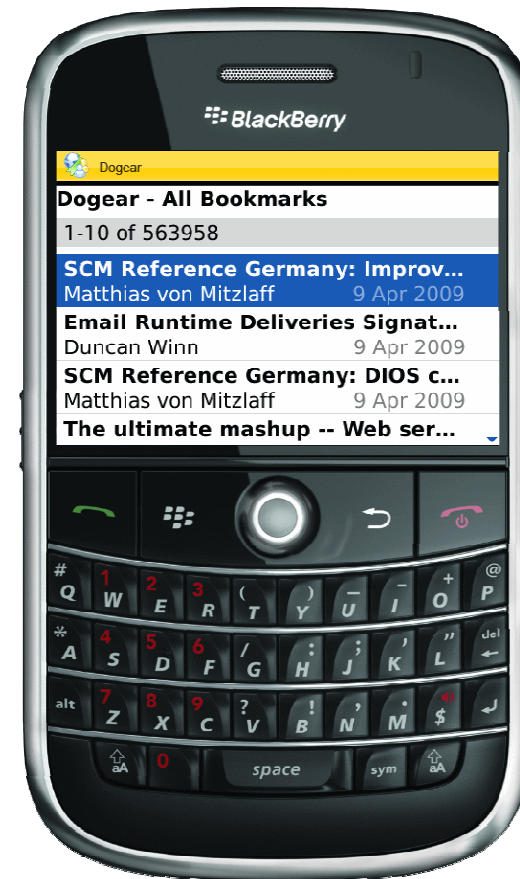 BlackBerry
Dogear
Dogear - All Bookmarks
1-10 of 563958
SCM Reference Germany: Improv...
Matthias von Mitzlaff 9 Apr 2009
Email Runtime Deliveries Signat...
Duncan Winn 9 Apr 2009
SCM Reference Germany: DIOS c...
Matthias von Mitzlaff 9 Apr 2009
The ultimate mashup -- Web ser...
# 1 2 3 ( ) _ - + @
Q W E R T Y U I O P
* 4 5 6 / : ; ' " del
A S D F G H J K L
alt 7 8 9 ? ! , .
Z X C V B N M $
aA 0 space sym aA